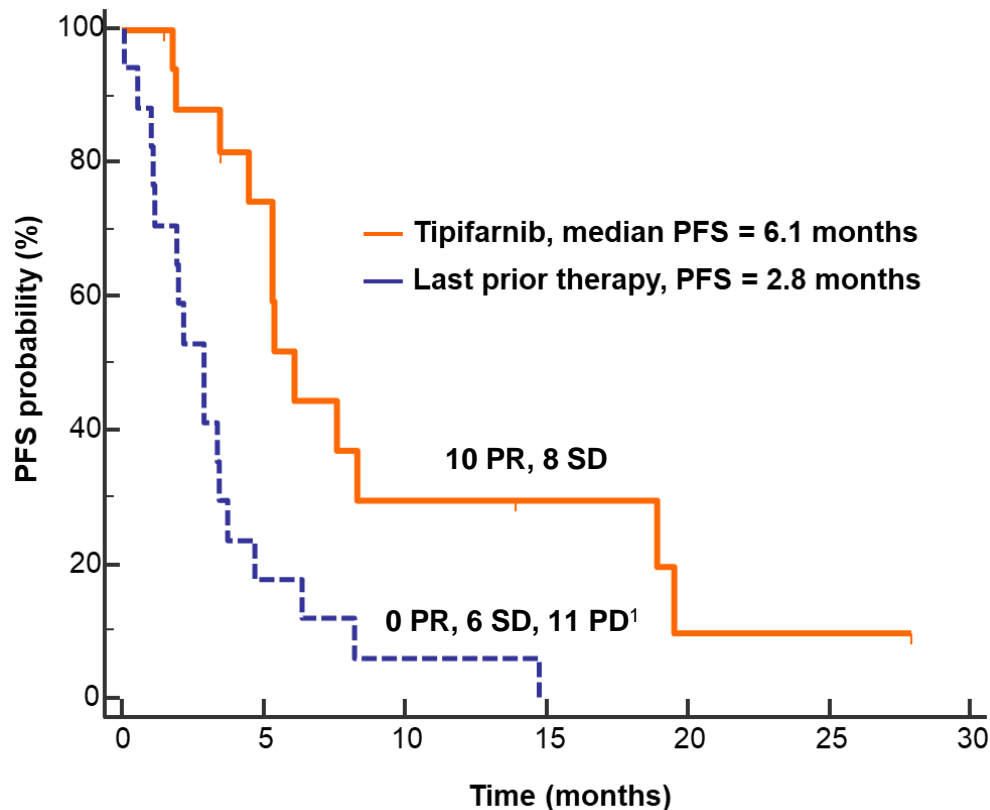 100
80
60
40
20
0
PFS probability (%)
Tipifarnib, median PFS = 6.1 months
Last prior therapy, PFS = 2.8 months
10 PR, 8 SD
0 PR, 6 SD, 11 PD¹
0 5 10 15 20 25 30
Time (months)